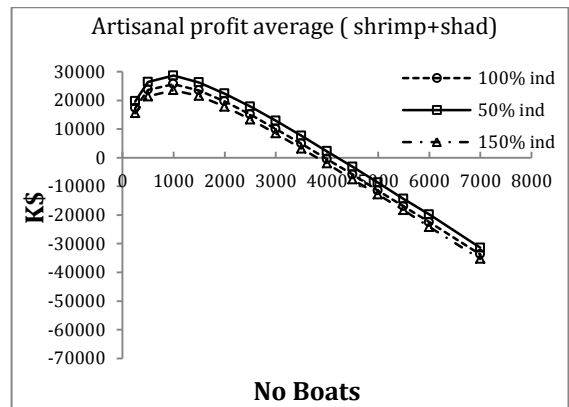 Artisanal profit average ( shrimp+shad)
30000
20000
10000
0
-10000
-20000
-30000
-40000
-50000
-60000
-70000
K$
0 1000 2000 3000 4000 5000 6000 7000 8000
100% ind
50% ind
150% ind
No Boats